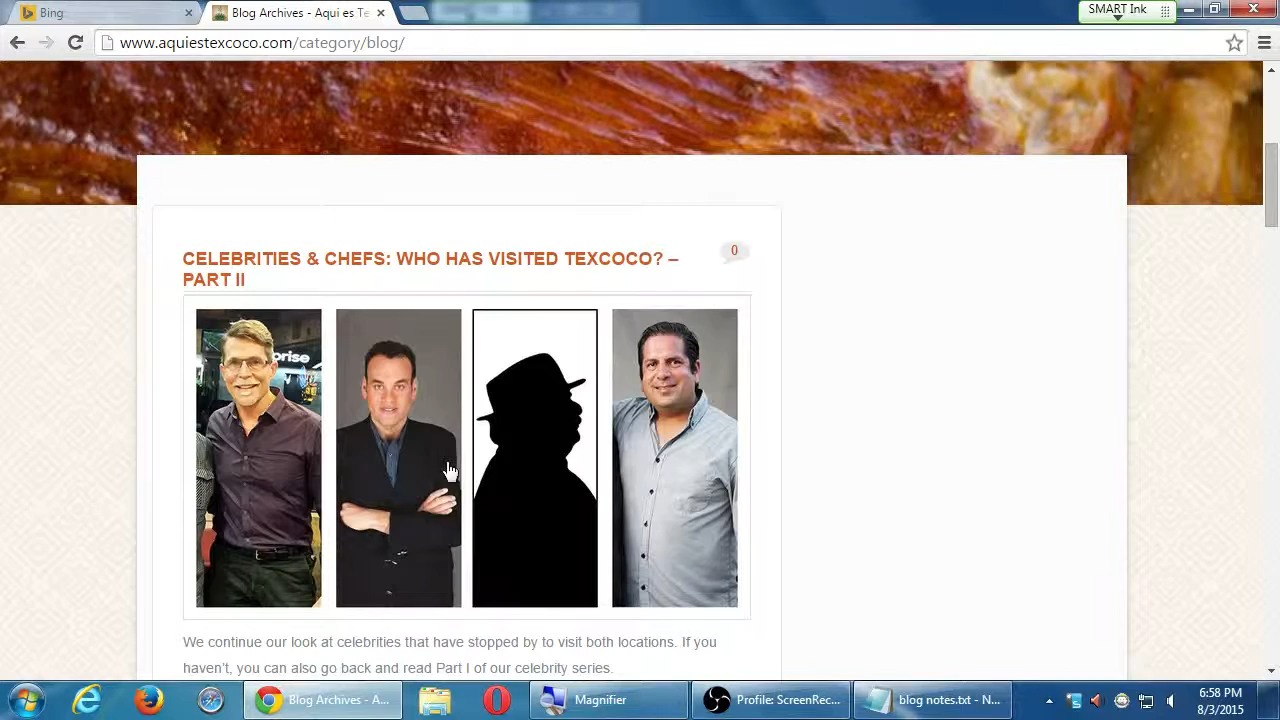 Bing
Blog Archives - Aqui es Te
SMART Ink
www.aquiestexcoco.com/category/blog/
CELEBRITIES & CHEFS: WHO HAS VISITED TEXCOCO? –
PART II
0
prise
We continue our look at celebrities that have stopped by to visit both locations. If you
haven't, you can also go back and read Part I of our celebrity series.
Blog Archives - A...
Magnifier
Profile: ScreenRec...
blog notes.txt - N...
6:58 PM
8/3/2015